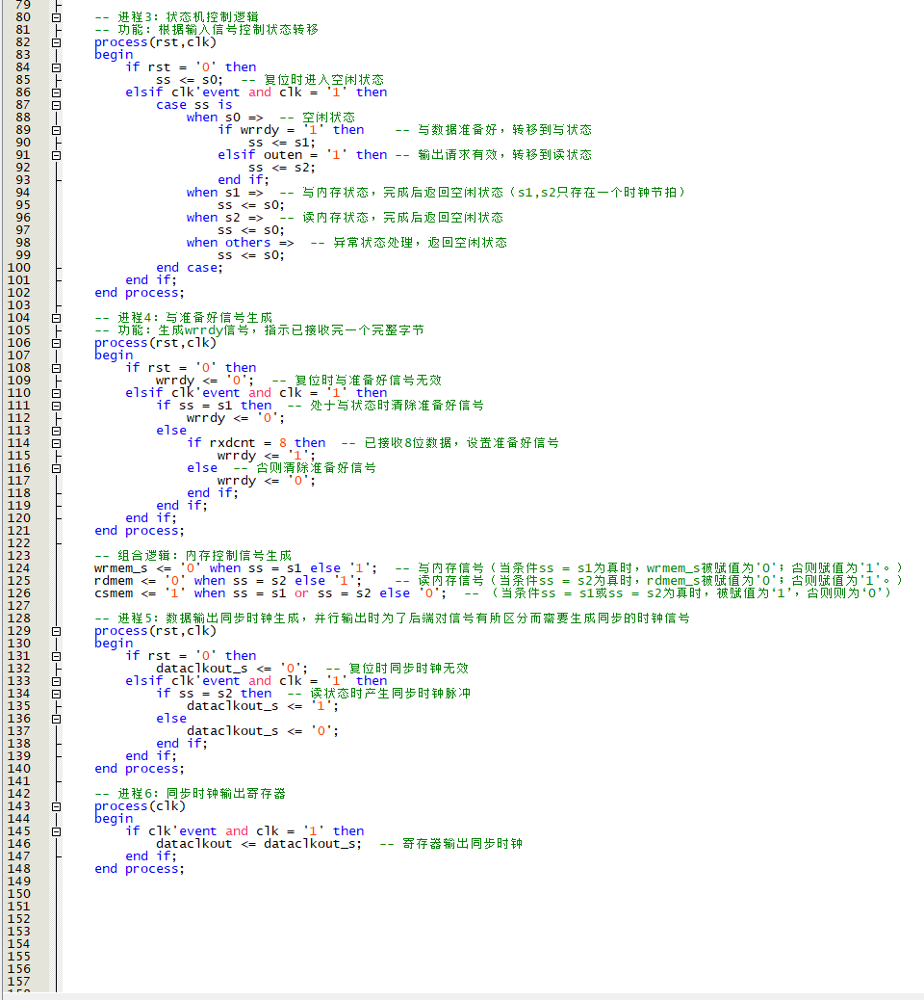 79
80 -- 进程3：状态机控制逻辑
81 -- 功能：根据输入信号控制状态转移
82 process(rst,clk)
83 begin
84 if rst = '0' then
85 ss <= s0; -- 复位时进入空闲状态
86 elsif clk'event and clk = '1' then
87 case ss is
88 when s0 => -- 空闲状态
89 if wrrdy = '1' then -- 写数据准备好，转移到写状态
90 ss <= s1;
91 elsif outen = '1' then -- 输出请求有效，转移到读状态
92 ss <= s2;
93 end if;
94 when s1 => -- 写内存状态，完成后返回空闲状态（s1,s2只存在一个时钟节拍）
95 ss <= s0;
96 when s2 => -- 读内存状态，完成后返回空闲状态
97 ss <= s0;
98 when others => -- 异常状态处理，返回空闲状态
99 ss <= s0;
100 end case;
101 end if;
102 end process;
103
104 -- 进程4：写准备好信号生成
105 -- 功能：生成wrrdy信号，指示已接收完一个完整字节
106 process(rst,clk)
107 begin
108 if rst = '0' then
109 wrrdy <= '0'; -- 复位时写准备好信号无效
110 elsif clk'event and clk = '1' then
111 if ss = s1 then -- 处于写状态时清除准备好信号
112 wrrdy <= '0';
113 else
114 if rxdcnt = 8 then -- 已接收8位数据，设置准备好信号
115 wrrdy <= '1';
116 else -- 否则清除准备好信号
117 wrrdy <= '0';
118 end if;
119 end if;
120 end if;
121 end process;
122
123 -- 组合逻辑：内存控制信号生成
124 wrmem_s <= '0' when ss = s1 else '1'; -- 写内存信号（当条件ss = s1为真时，wrmem_s被赋值为'0'；否则赋值为'1'。）
125 rdmem <= '0' when ss = s2 else '1'; -- 读内存信号（当条件ss = s2为真时，rdmem_s被赋值为'0'；否则赋值为'1'。）
126 csmem <= '1' when ss = s1 or ss = s2 else '0'; -- （当条件ss = s1或ss = s2为真时，被赋值为‘1’，否则则为‘0’）
127
128 -- 进程5：数据输出同步时钟生成，并行输出时为了后端对信号有所区分而需要生成同步的时钟信号
129 process(rst,clk)
130 begin
131 if rst = '0' then
132 dataclkout_s <= '0'; -- 复位时同步时钟无效
133 elsif clk'event and clk = '1' then
134 if ss = s2 then -- 读状态时产生同步时钟脉冲
135 dataclkout_s <= '1';
136 else
137 dataclkout_s <= '0';
138 end if;
139 end if;
140 end process;
141
142 -- 进程6：同步时钟输出寄存器
143 process(clk)
144 begin
145 if clk'event and clk = '1' then
146 dataclkout <= dataclkout_s; -- 寄存器输出同步时钟
147 end if;
148 end process;
149
150
151
152
153
154
155
156
157
158